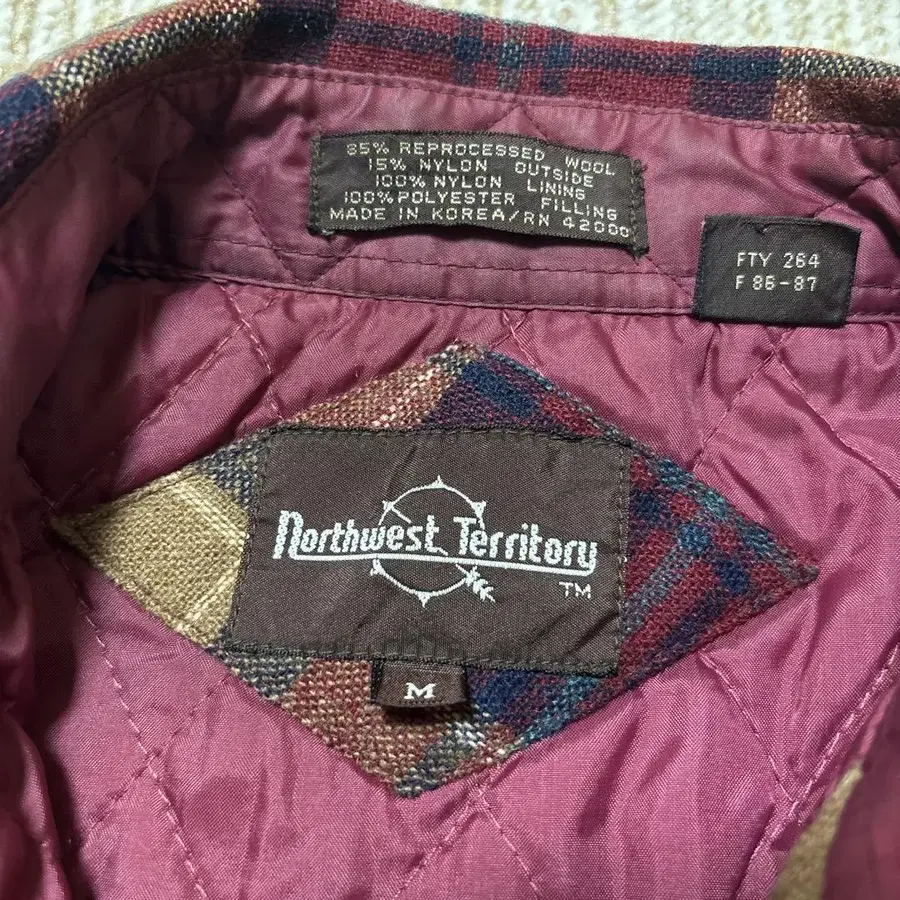 85% REPROCESSED WOOL
15% NYLON OUTSIDE
100% NYLON LINING
100% POLYESTER FILLING
MADE IN KOREA/RN 42000
FTY 264
F 86-87
Northwest Territory
TM
M